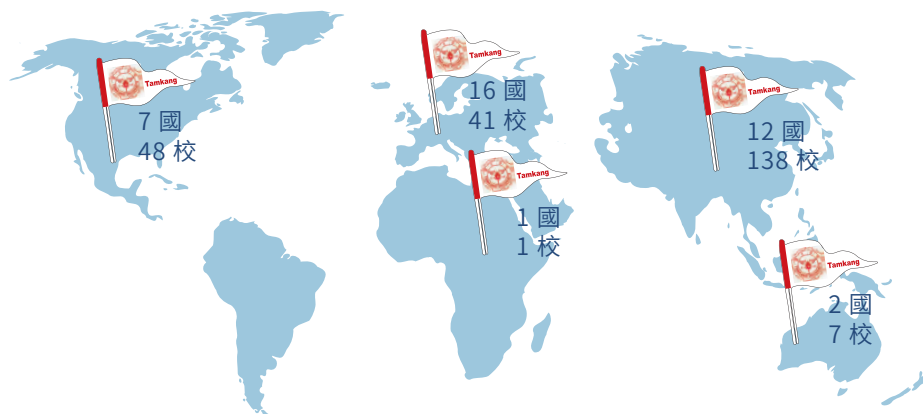 Tamkang
7 國
48 校
Tamkang
16 國
41 校
Tamkang
1 國
1 校
Tamkang
12 國
138 校
Tamkang
2 國
7 校